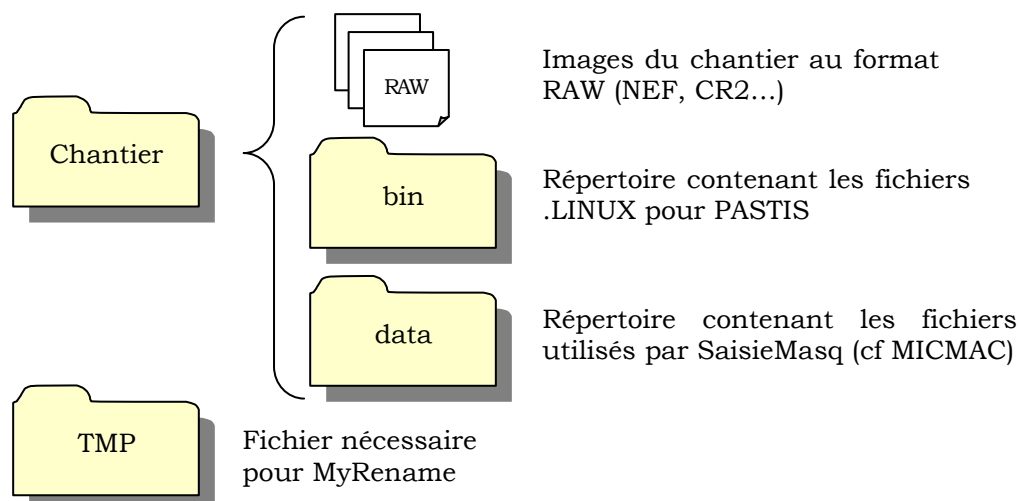 RAW
Images du chantier au format
RAW (NEF, CR2…)
Chantier
bin
Répertoire contenant les fichiers
.LINUX pour PASTIS
data
Répertoire contenant les fichiers
utilisés par SaisieMasq (cf MICMAC)
TMP
Fichier nécessaire
pour MyRename